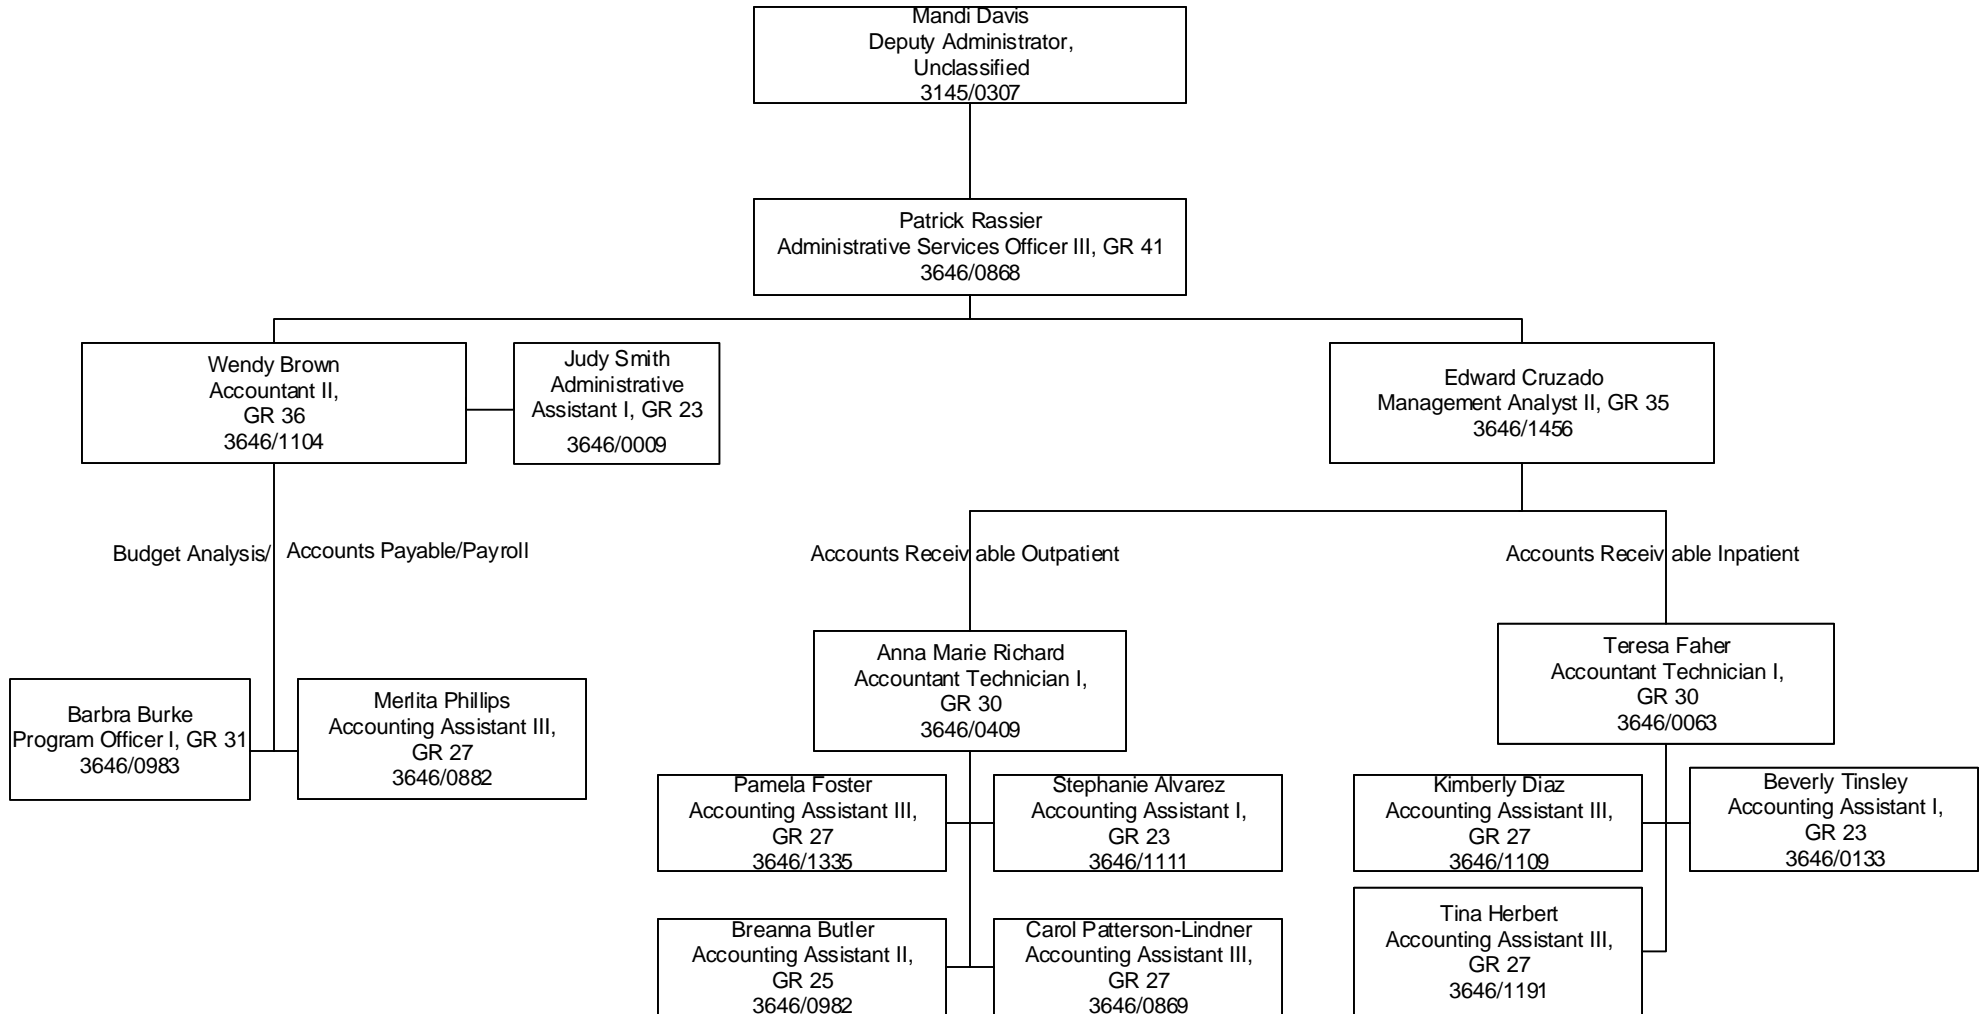 Mandi Davis
Deputy Administrator,
Unclassified
3145/0307
Patrick Rassier
Administrative Services Officer III, GR 41
3646/0868
Wendy Brown
Accountant II,
GR 36
3646/1104
Judy Smith
Administrative
Assistant I, GR 23
3646/0009
Edward Cruzado
Management Analyst II, GR 35
3646/1456
Budget Analysis/
Accounts Payable/Payroll
Accounts Receivable Outpatient
Accounts Receivable Inpatient
Barbra Burke
Program Officer I, GR 31
3646/0983
Merlita Phillips
Accounting Assistant III,
GR 27
3646/0882
Anna Marie Richard
Accountant Technician I,
GR 30
3646/0409
Teresa Faher
Accountant Technician I,
GR 30
3646/0063
Pamela Foster
Accounting Assistant III,
GR 27
3646/1335
Stephanie Alvarez
Accounting Assistant I,
GR 23
3646/1111
Kimberly Diaz
Accounting Assistant III,
GR 27
3646/1109
Beverly Tinsley
Accounting Assistant I,
GR 23
3646/0133
Breanna Butler
Accounting Assistant II,
GR 25
3646/0982
Carol Patterson-Lindner
Accounting Assistant III,
GR 27
3646/0869
Tina Herbert
Accounting Assistant III,
GR 27
3646/1191